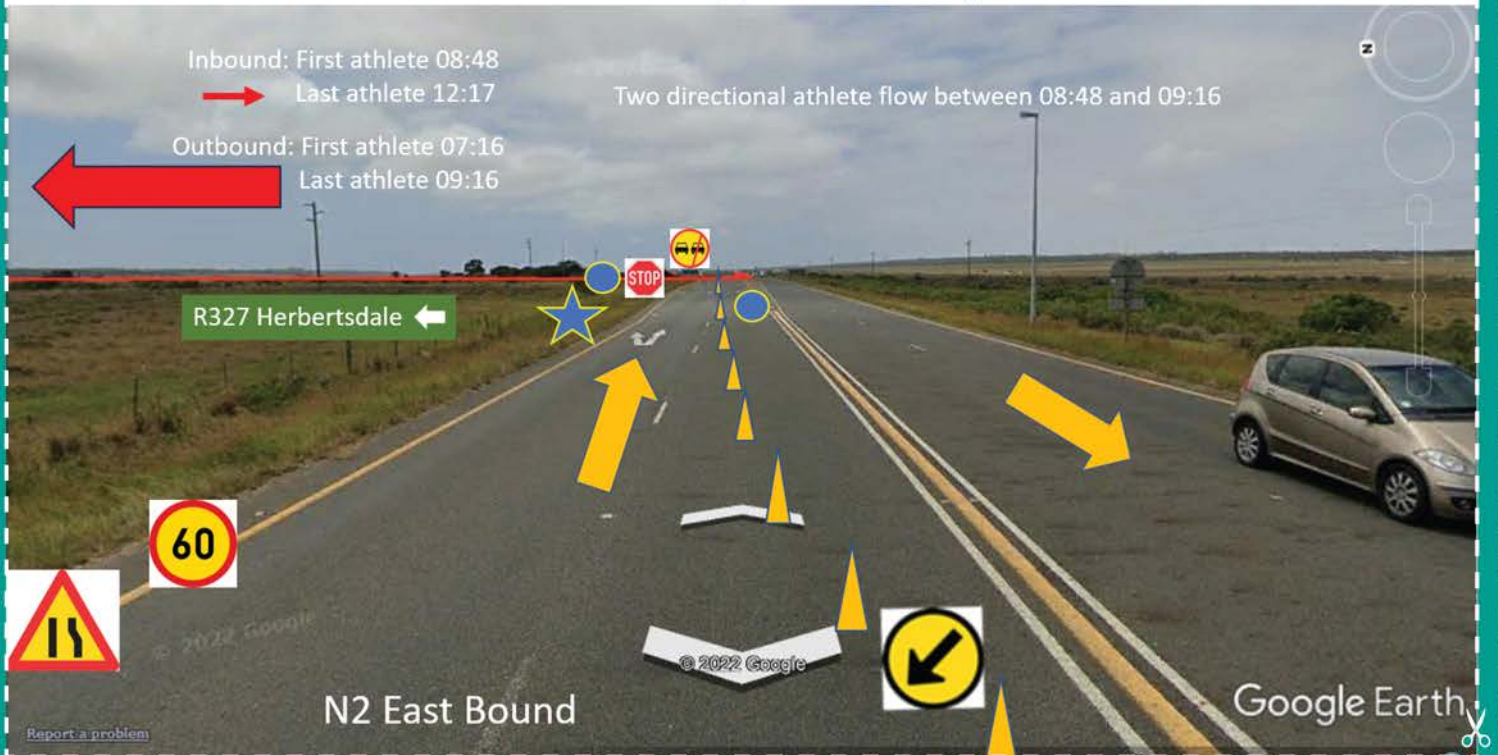 Inbound: First athlete 08:48
Last athlete 12:17
Two directional athlete flow between 08:48 and 09:16
Outbound: First athlete 07:16
Last athlete 09:16
N
STOP
R327 Herbertsdale
60
© 2022 Google
© 2022 Google
N2 East Bound
Google Earth
Report a problem